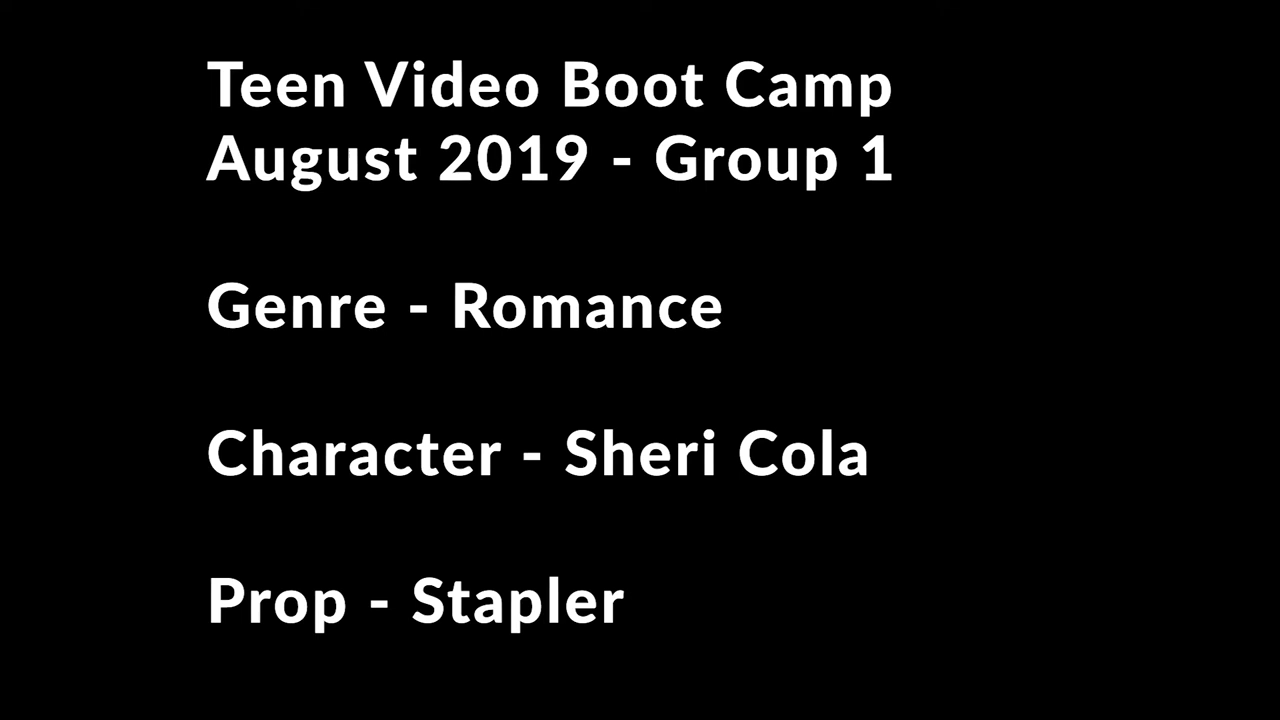 Teen Video Boot Camp
August 2019 - Group 1
Genre - Romance
Character - Sheri Cola
Prop - Stapler